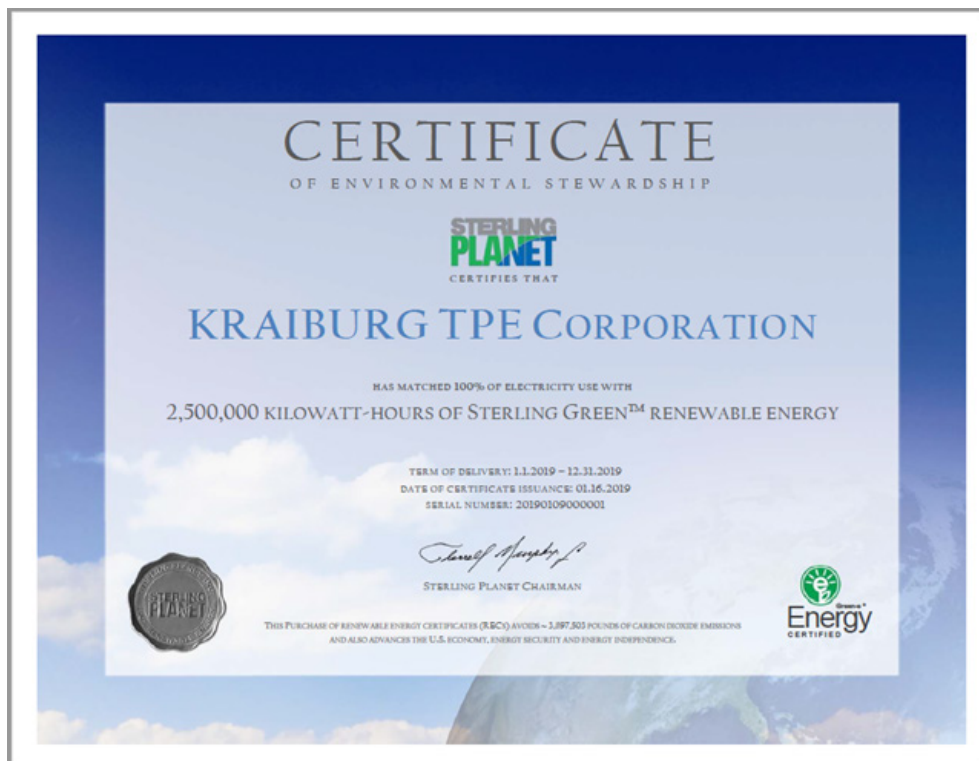 CERTIFICATE
OF ENVIRONMENTAL STEWARDSHIP
STERLING
PLANET
CERTIFIES THAT
KRAIBURG TPE CORPORATION
HAS MATCHED 100% OF ELECTRICITY USE WITH
2,500,000 KILOWATT-HOURS OF STERLING GREEN™ RENEWABLE ENERGY
TERM OF DELIVERY: 1.1.2019 – 12.31.2019
DATE OF CERTIFICATE ISSUANCE: 01.16.2019
SERIAL NUMBER: 20190109000001
STERLING PLANET CHAIRMAN
STERLING
PLANET
Green-e®
Energy
CERTIFIED
THIS PURCHASE OF RENEWABLE ENERGY CERTIFICATES (RECS) AVOIDS ~ POUNDS OF CARBON DIOXIDE EMISSIONS
AND ALSO ADVANCES THE U.S. ECONOMY, ENERGY SECURITY AND ENERGY INDEPENDENCE.